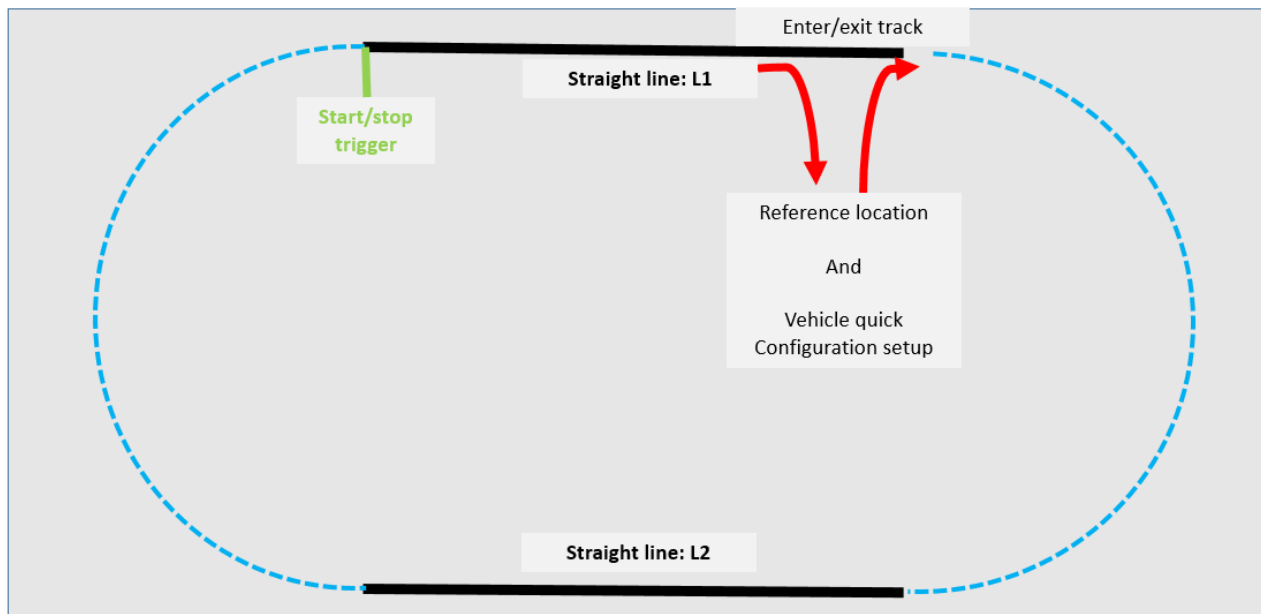 Enter/exit track
Straight line: L1
Start/stop
trigger
Reference location
And
Vehicle quick
Configuration setup
Straight line: L2